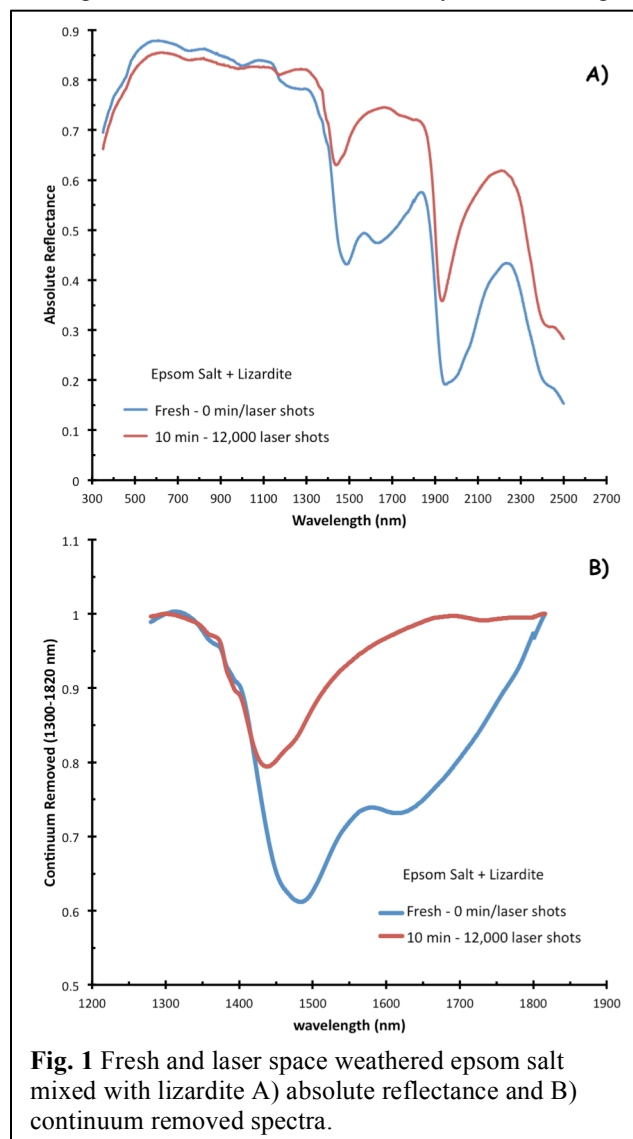 A)
0.9
0.8
0.7
0.6
0.5
0.4
0.3
0.2
0.1
0
Absolute Reflectance
Epsom Salt + Lizardite
Fresh - 0 min/laser shots
10 min - 12,000 laser shots
300 500 700 900 1100 1300 1500 1700 1900 2100 2300 2500 2700
Wavelength (nm)
B)
1.1
1
0.9
0.8
0.7
0.6
0.5
Continuum Removed (1300-1820 nm)
Epsom Salt + Lizardite
Fresh - 0 min/laser shots
10 min - 12,000 laser shots
1200 1300 1400 1500 1600 1700 1800 1900
wavelength (nm)
Fig. 1 Fresh and laser space weathered epsom salt
mixed with lizardite A) absolute reflectance and B)
continuum removed spectra.